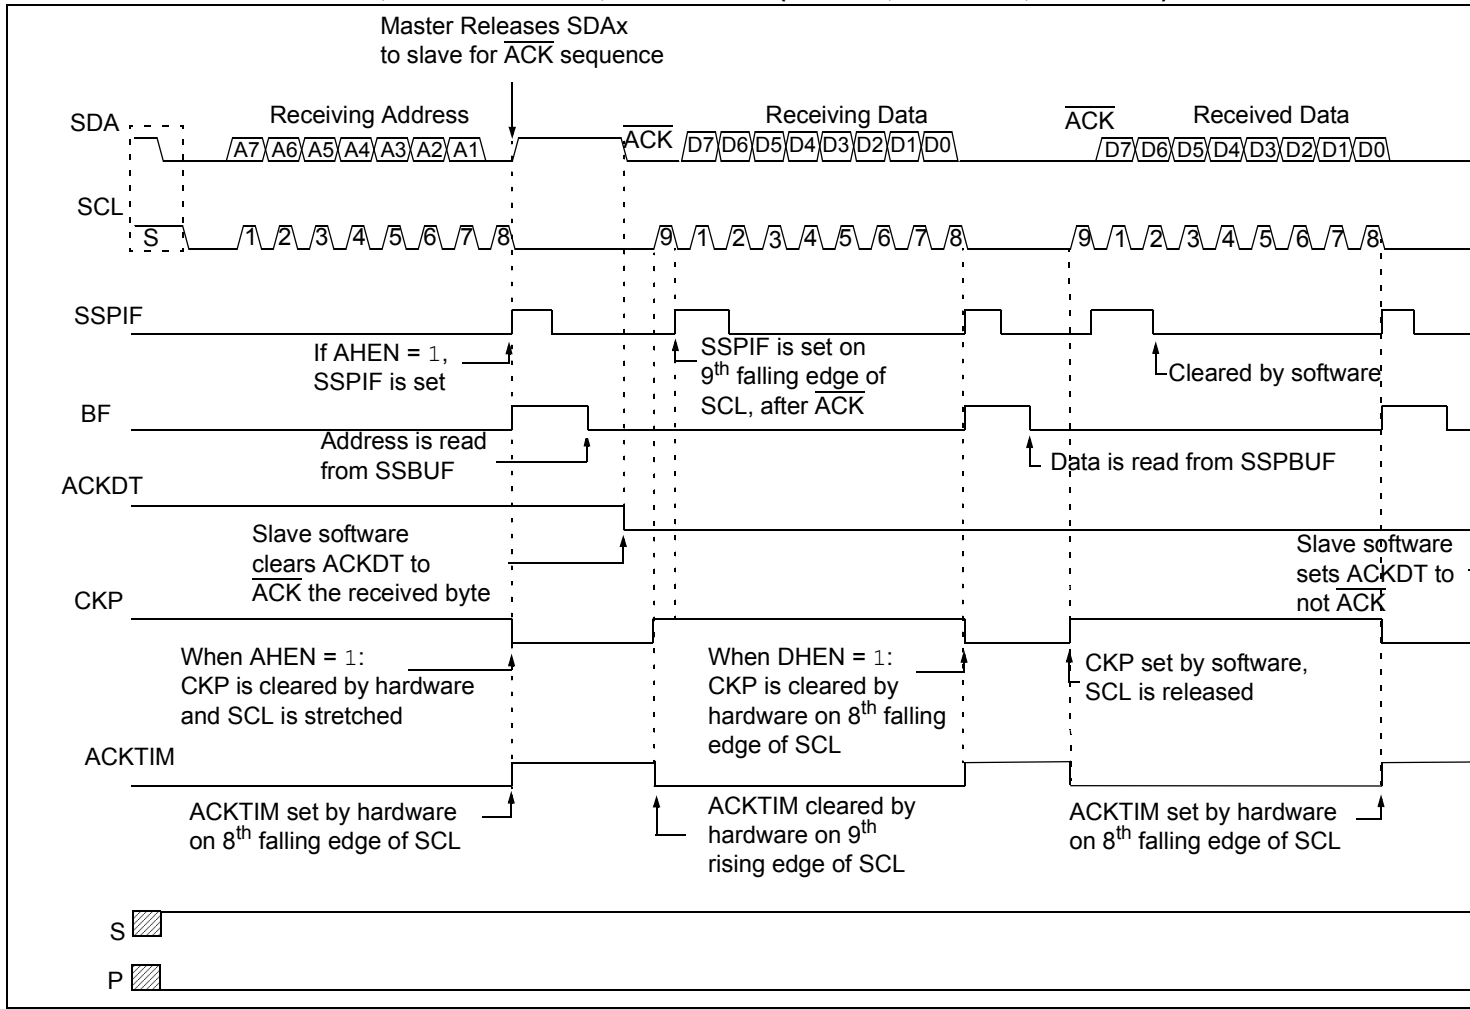 Master Releases SDAx
to slave for ACK sequence
SDA
Receiving Address
ACK
Receiving Data
ACK
Received Data
A7 A6 A5 A4 A3 A2 A1
D7 D6 D5 D4 D3 D2 D1 D0
D7 D6 D5 D4 D3 D2 D1 D0
SCL
S
1 2 3 4 5 6 7 8
9 1 2 3 4 5 6 7 8
9 1 2 3 4 5 6 7 8
SSPIF
If AHEN = 1,
SSPIF is set
SSPIF is set on
9th falling edge of
SCL, after ACK
Cleared by software
BF
Address is read
from SSBUF
Data is read from SSPBUF
ACKDT
Slave software
clears ACKDT to
ACK the received byte
Slave software
sets ACKDT to
not ACK
CKP
When AHEN = 1:
CKP is cleared by hardware
and SCL is stretched
When DHEN = 1:
CKP is cleared by
hardware on 8th falling
edge of SCL
CKP set by software,
SCL is released
ACKTIM
ACKTIM set by hardware
on 8th falling edge of SCL
ACKTIM cleared by
hardware on 9th
rising edge of SCL
ACKTIM set by hardware
on 8th falling edge of SCL
S
P